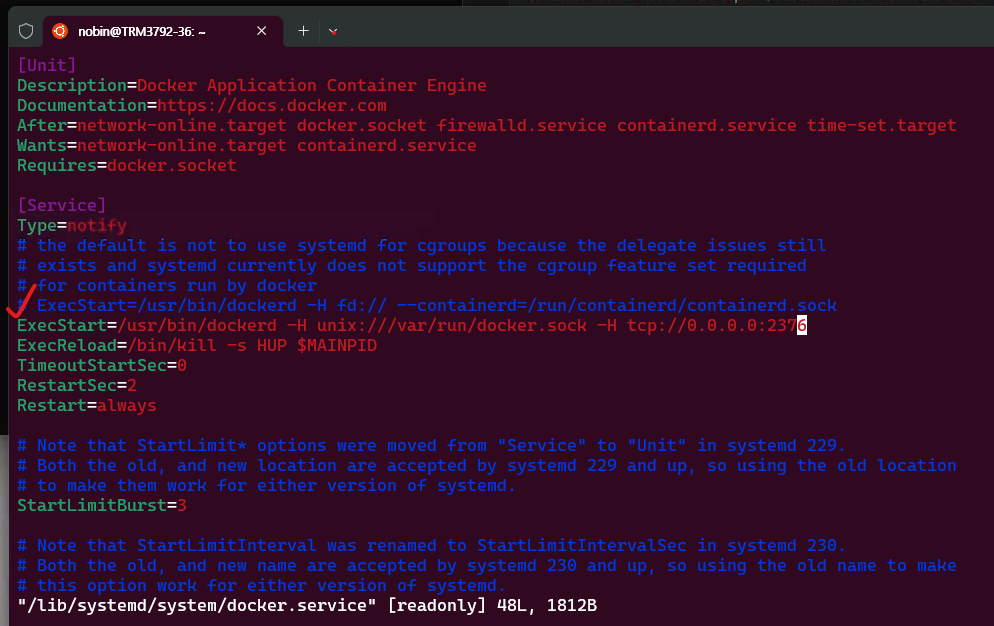 nobin@TRM3792-36: ~
[Unit]
Description=Docker Application Container Engine
Documentation=https://docs.docker.com
After=network-online.target docker.socket firewalld.service containerd.service time-set.target
Wants=network-online.target containerd.service
Requires=docker.socket
[Service]
Type=notify
# the default is not to use systemd for cgroups because the delegate issues still
# exists and systemd currently does not support the cgroup feature set required
# for containers run by docker
# ExecStart=/usr/bin/dockerd -H fd:// --containerd=/run/containerd/containerd.sock
ExecStart=/usr/bin/dockerd -H unix:///var/run/docker.sock -H tcp://0.0.0.0:2376
ExecReload=/bin/kill -s HUP $MAINPID
TimeoutStartSec=0
RestartSec=2
Restart=always
# Note that StartLimit* options were moved from "Service" to "Unit" in systemd 229.
# Both the old, and new location are accepted by systemd 229 and up, so using the old location
# to make them work for either version of systemd.
StartLimitBurst=3
# Note that StartLimitInterval was renamed to StartLimitIntervalSec in systemd 230.
# Both the old, and new name are accepted by systemd 230 and up, so using the old name to make
# this option work for either version of systemd.
"/lib/systemd/system/docker.service" [readonly] 48L, 1812B